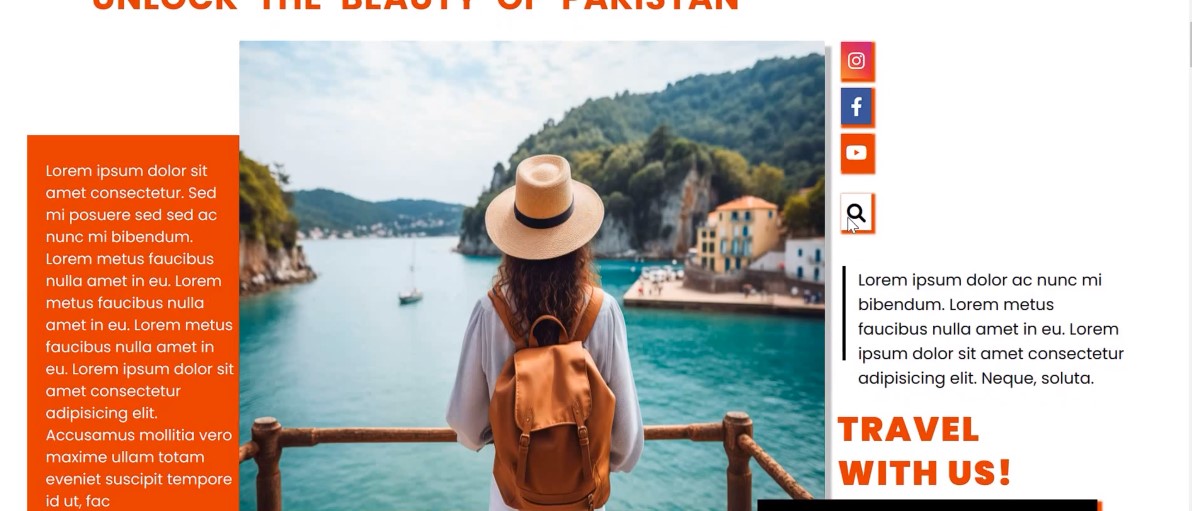 UNLOCK THE BEAUTY OF PAKISTAN
Lorem ipsum dolor sit
amet consectetur. Sed
mi posuere sed sed ac
nunc mi bibendum.
Lorem metus faucibus
nulla amet in eu. Lorem
metus faucibus nulla
amet in eu. Lorem metus
faucibus nulla amet in
eu. Lorem ipsum dolor sit
amet consectetur
adipisicing elit.
Accusamus mollitia vero
maxime ullam totam
eveniet suscipit tempore
id ut, fac
Lorem ipsum dolor ac nunc mi
bibendum. Lorem metus
faucibus nulla amet in eu. Lorem
ipsum dolor sit amet consectetur
adipisicing elit. Neque, soluta.
TRAVEL
WITH US!